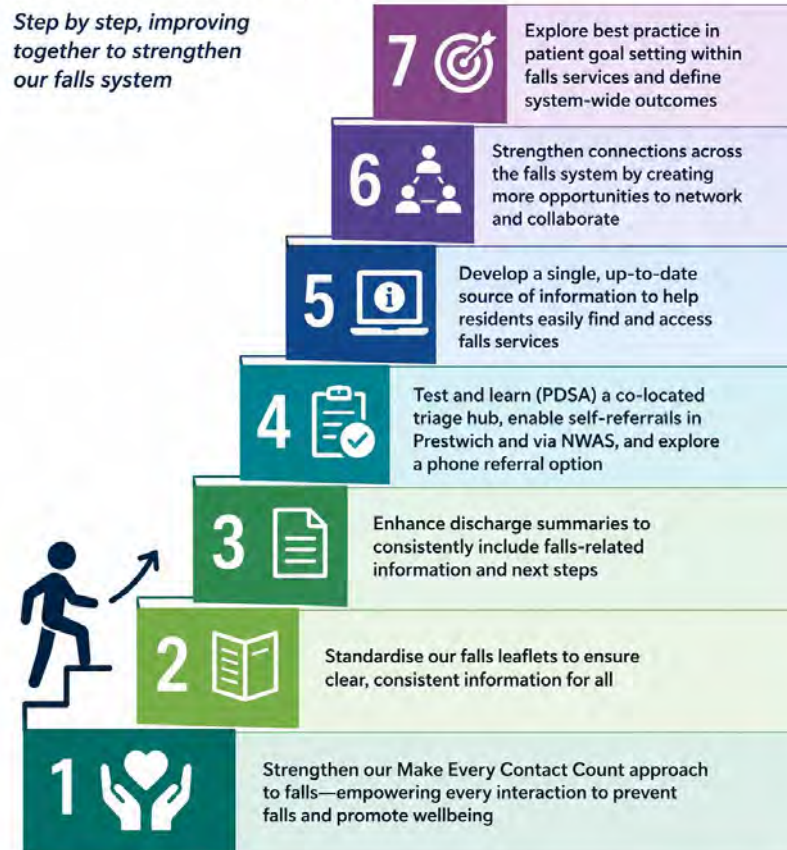 Step by step, improving
together to strengthen
our falls system
7
Explore best practice in
patient goal setting within
falls services and define
system-wide outcomes
6
Strengthen connections across
the falls system by creating
more opportunities to network
and collaborate
5
Develop a single, up-to-date
source of information to help
residents easily find and access
falls services
4
Test and learn (PDSA) a co-located
triage hub, enable self-referrals in
Prestwich and via NWAS, and explore
a phone referral option
3
Enhance discharge summaries to
consistently include falls-related
information and next steps
2
Standardise our falls leaflets to ensure
clear, consistent information for all
1
Strengthen our Make Every Contact Count approach
to falls—empowering every interaction to prevent
falls and promote wellbeing